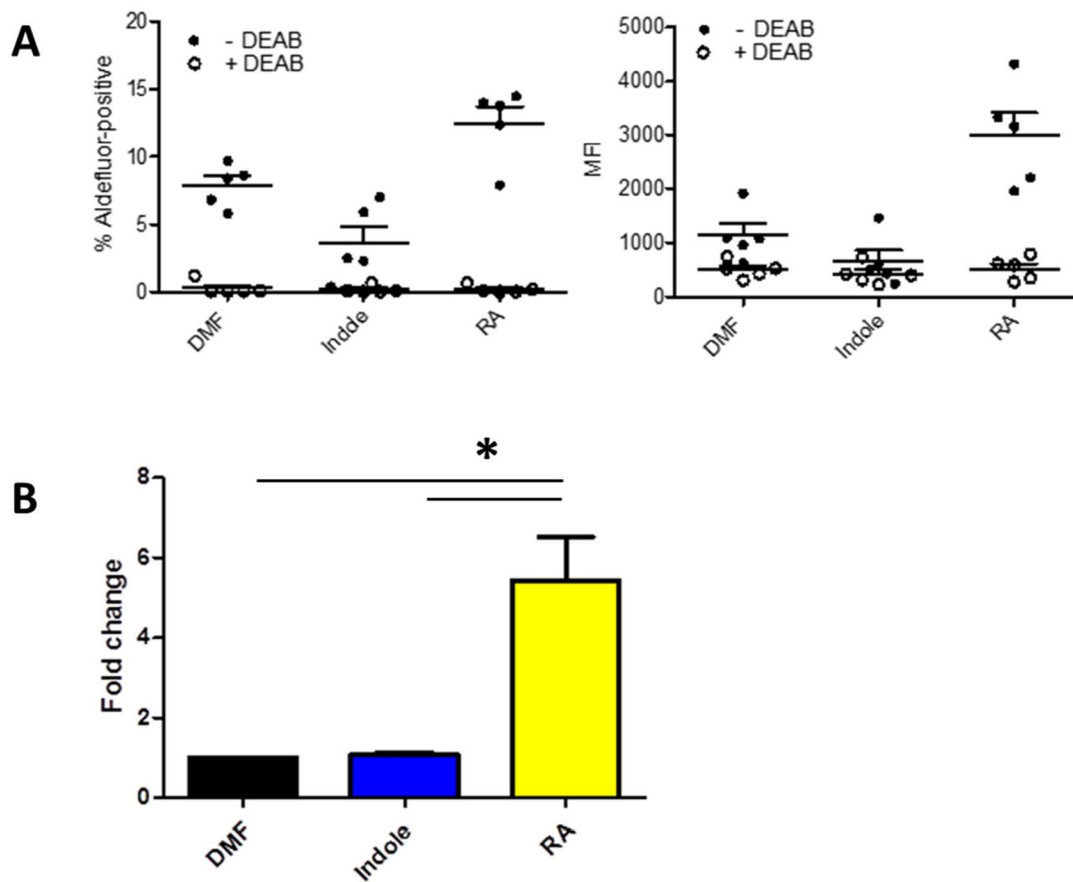 A
% Aldefluor-positive
20
15
10
5
0
- DEAB
+ DEAB
DMF
Indole
RA
MFI
5000
4000
3000
2000
1000
0
- DEAB
+ DEAB
DMF
Indole
RA
B
Fold change
8
6
4
2
0
*
DMF
Indole
RA